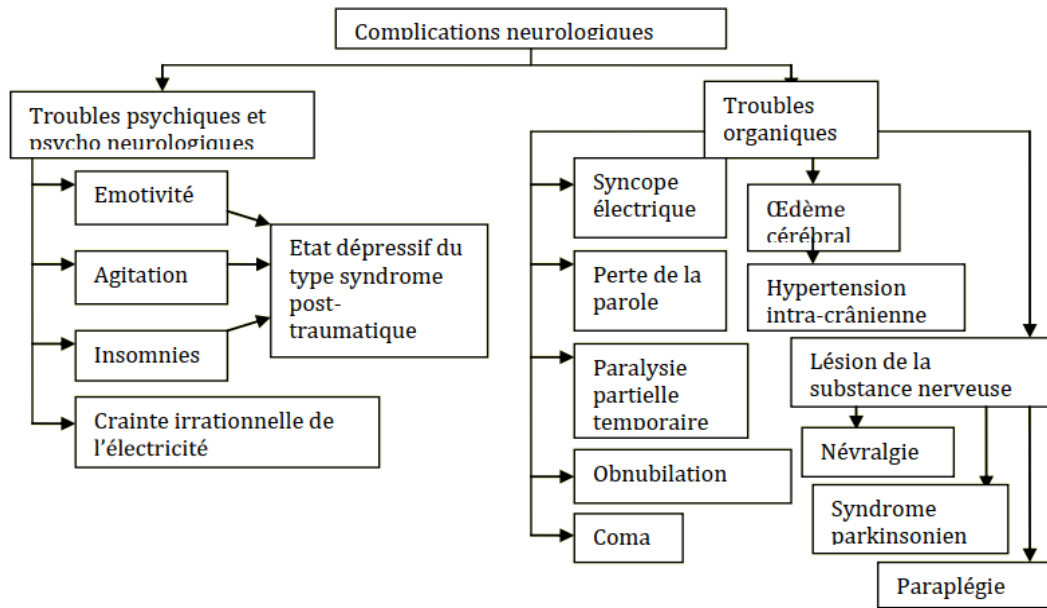 Complications neurologiques
Troubles psychiques et
psycho neurologiques
Emotivité
Agitation
Insomnies
Crainte irrationnelle de
l’électricité
Etat dépressif du
type syndrome
post-
traumatique
Troubles
organiques
Syncope
électrique
Perte de la
parole
Paralysie
partielle
temporaire
Obnubilation
Coma
Œdème
cérébral
Hypertension
intra-crânienne
Lésion de la
substance nerveuse
Névralgie
Syndrome
parkinsonien
Paraplégie